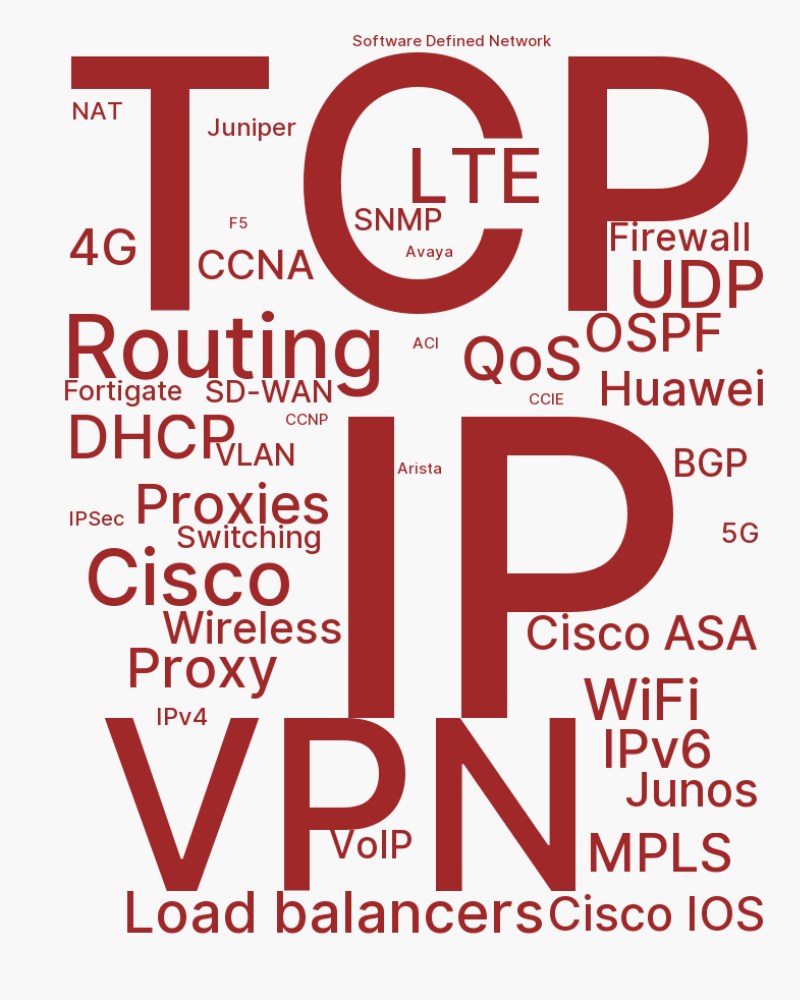 Software Defined Network
TCP
NAT
Juniper
LTE
SNMP
F5
Avaya
4G
CCNA
Firewall
UDP
Routing
ACI
QoS
OSPF
Fortigate
SD-WAN
CCIE
Huawei
CCNP
DHCP
VLAN
IP
Arista
BGP
Proxies
IPSec
Switching
5G
Cisco
Wireless
Cisco ASA
Proxy
WiFi
IPv4
VPN
IPv6
Junos
VoIP
MPLS
Load balancers
Cisco IOS